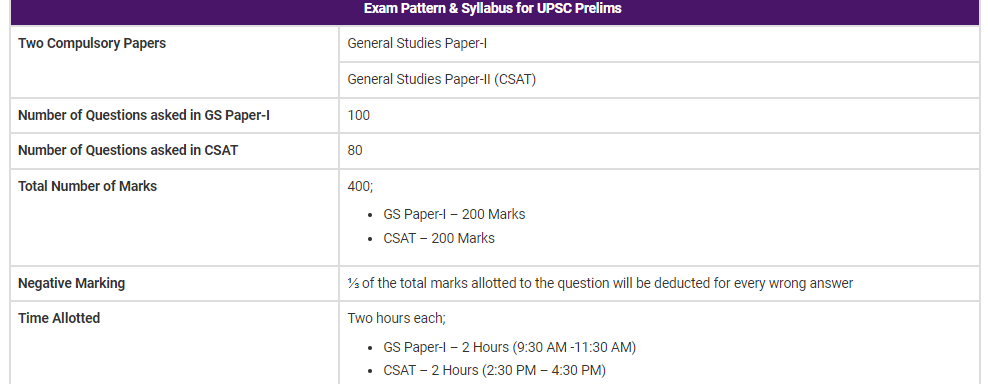 Exam Pattern & Syllabus for UPSC Prelims
Two Compulsory Papers
General Studies Paper-I
General Studies Paper-II (CSAT)
Number of Questions asked in GS Paper-I
100
Number of Questions asked in CSAT
80
Total Number of Marks
400;
• GS Paper-I – 200 Marks
• CSAT – 200 Marks
Negative Marking
⅓ of the total marks allotted to the question will be deducted for every wrong answer
Time Allotted
Two hours each;
• GS Paper-I – 2 Hours (9:30 AM -11:30 AM)
• CSAT – 2 Hours (2:30 PM – 4:30 PM)